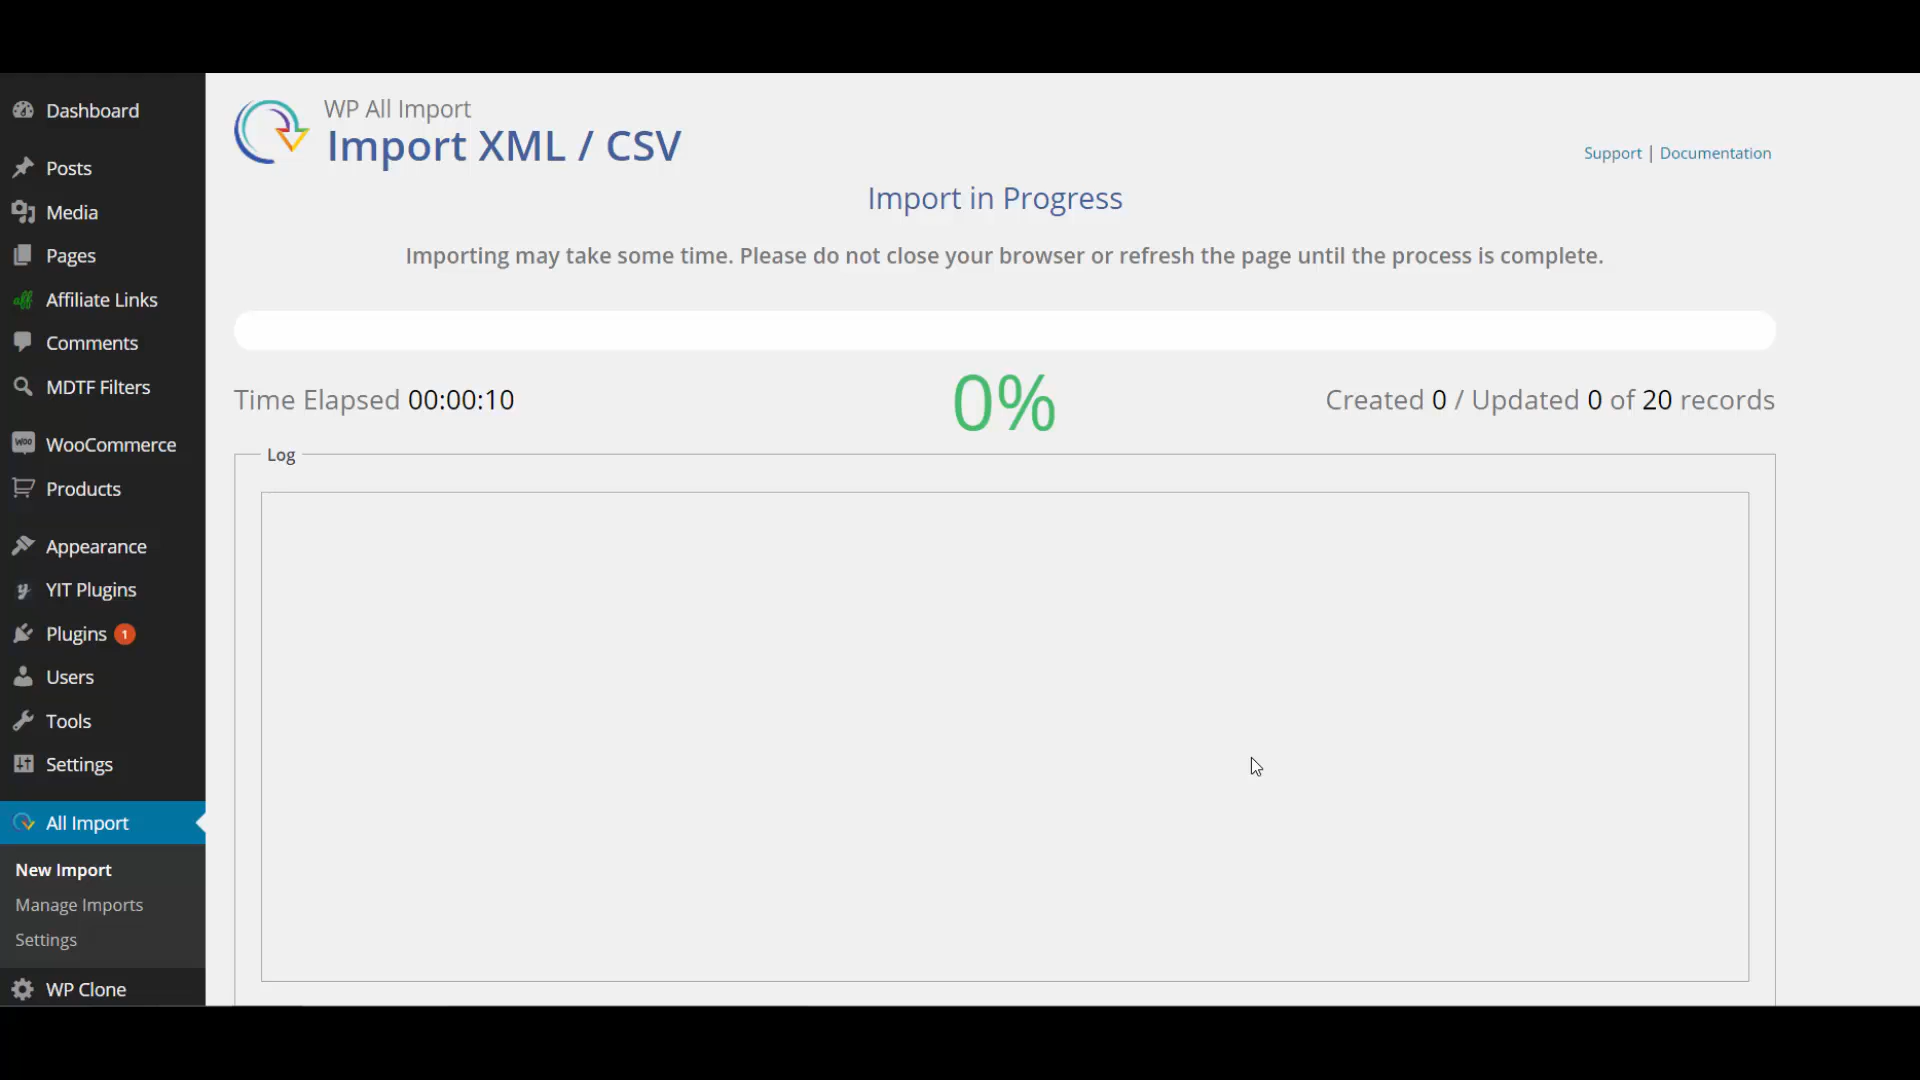 Dashboard
Posts
Media
Pages
Affiliate Links
Comments
MDTF Filters
WooCommerce
Products
Appearance
YIT Plugins
Plugins 1
Users
Tools
Settings
All Import
New Import
Manage Imports
Settings
WP Clone
WP All Import
Import XML / CSV
Support | Documentation
Import in Progress
Importing may take some time. Please do not close your browser or refresh the page until the process is complete.
Time Elapsed 00:00:10
0%
Created 0 / Updated 0 of 20 records
Log